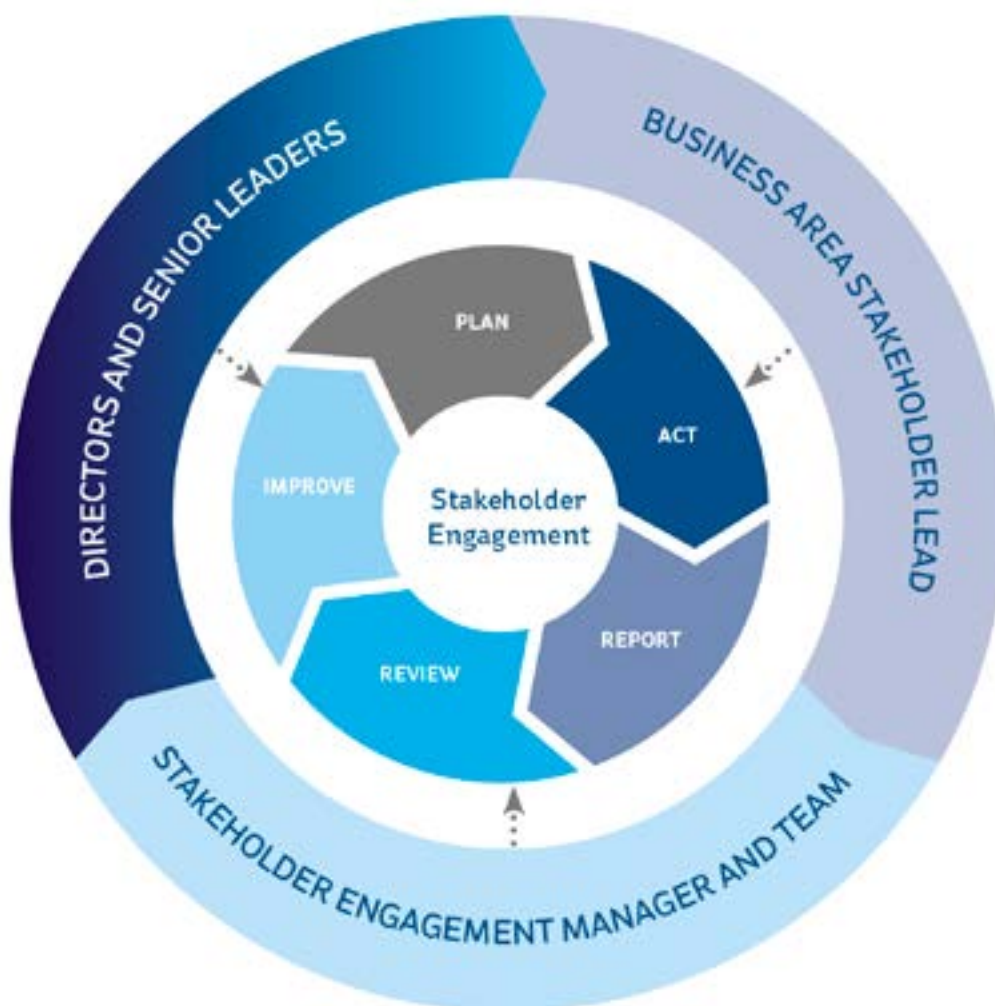 DIRECTORS AND SENIOR LEADERS
BUSINESS AREA STAKEHOLDER LEAD
STAKEHOLDER ENGAGEMENT MANAGER AND TEAM
PLAN
ACT
REPORT
REVIEW
IMPROVE
Stakeholder
Engagement